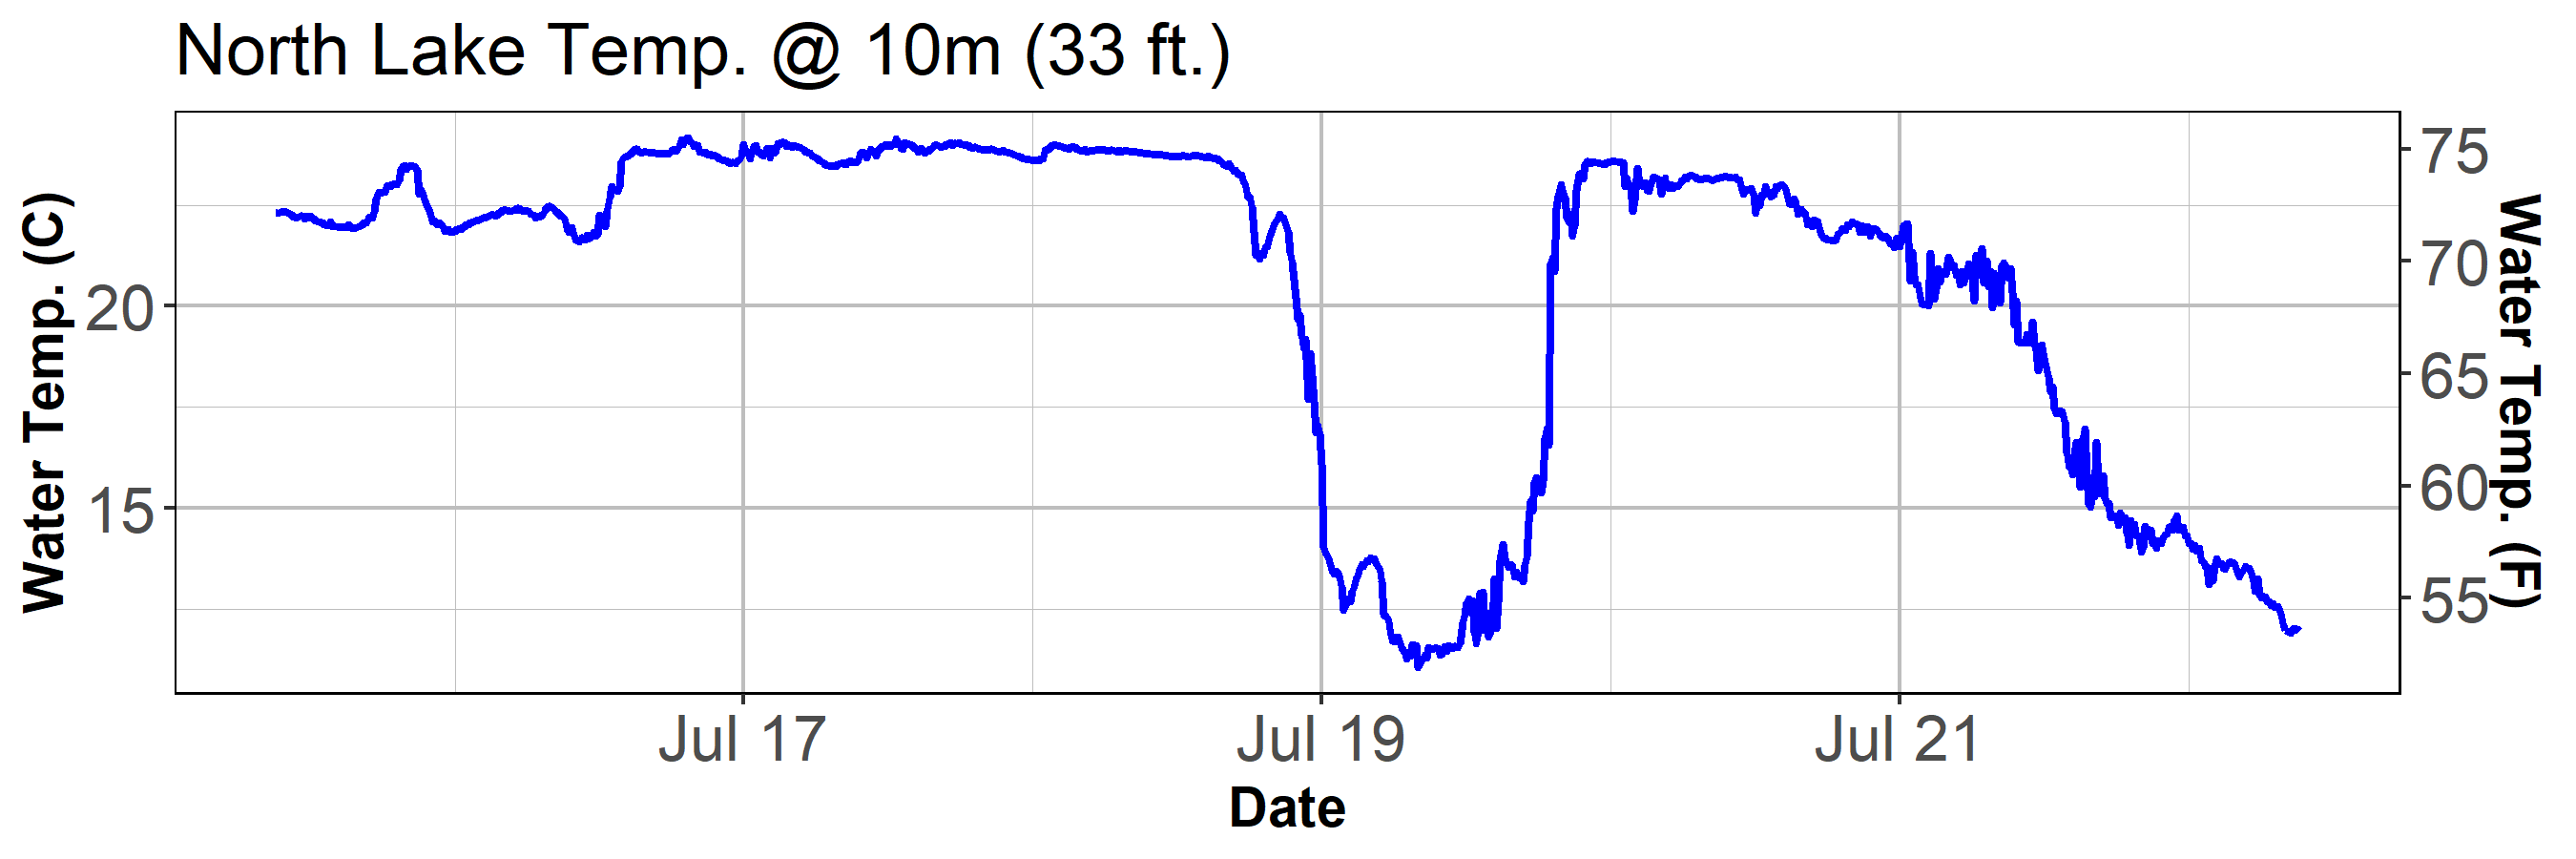 North Lake Temp. @ 10m (33 ft.)
Water Temp. (C)
20
15
75
70
65
60
55
Water Temp. (F)
Jul 17
Jul 19
Jul 21
Date